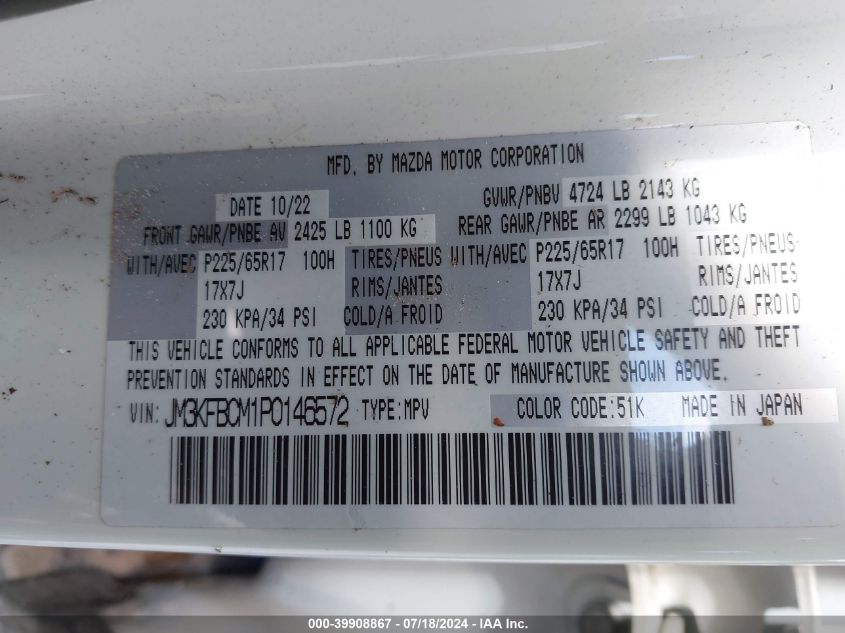 MFD. BY MAZDA MOTOR CORPORATION
DATE 10/22 GVWR/PNBV 4724 LB 2143 KG
FRONT GAWR/PNBE AV 2425 LB 1100 KG REAR GAWR/PNBE AR 2299 LB 1043 KG
WITH/AVEC P225/65R17 100H TIRES/PNEUS WITH/AVEC P225/65R17 100H TIRES/PNEUS
17X7J RIMS/JANTES 17X7J RIMS/JANTES
230 KPA/34 PSI COLD/A FROID 230 KPA/34 PSI COLD/A FROID
THIS VEHICLE CONFORMS TO ALL APPLICABLE FEDERAL MOTOR VEHICLE SAFETY AND THEFT
PREVENTION STANDARDS IN EFFECT ON THE DATE OF MANUFACTURE SHOWN ABOVE.
VIN: JM3KFBCM1P0146572 TYPE:MPV COLOR CODE:51K MADE IN JAPAN
000-39908867 - 07/18/2024 - IAA Inc.